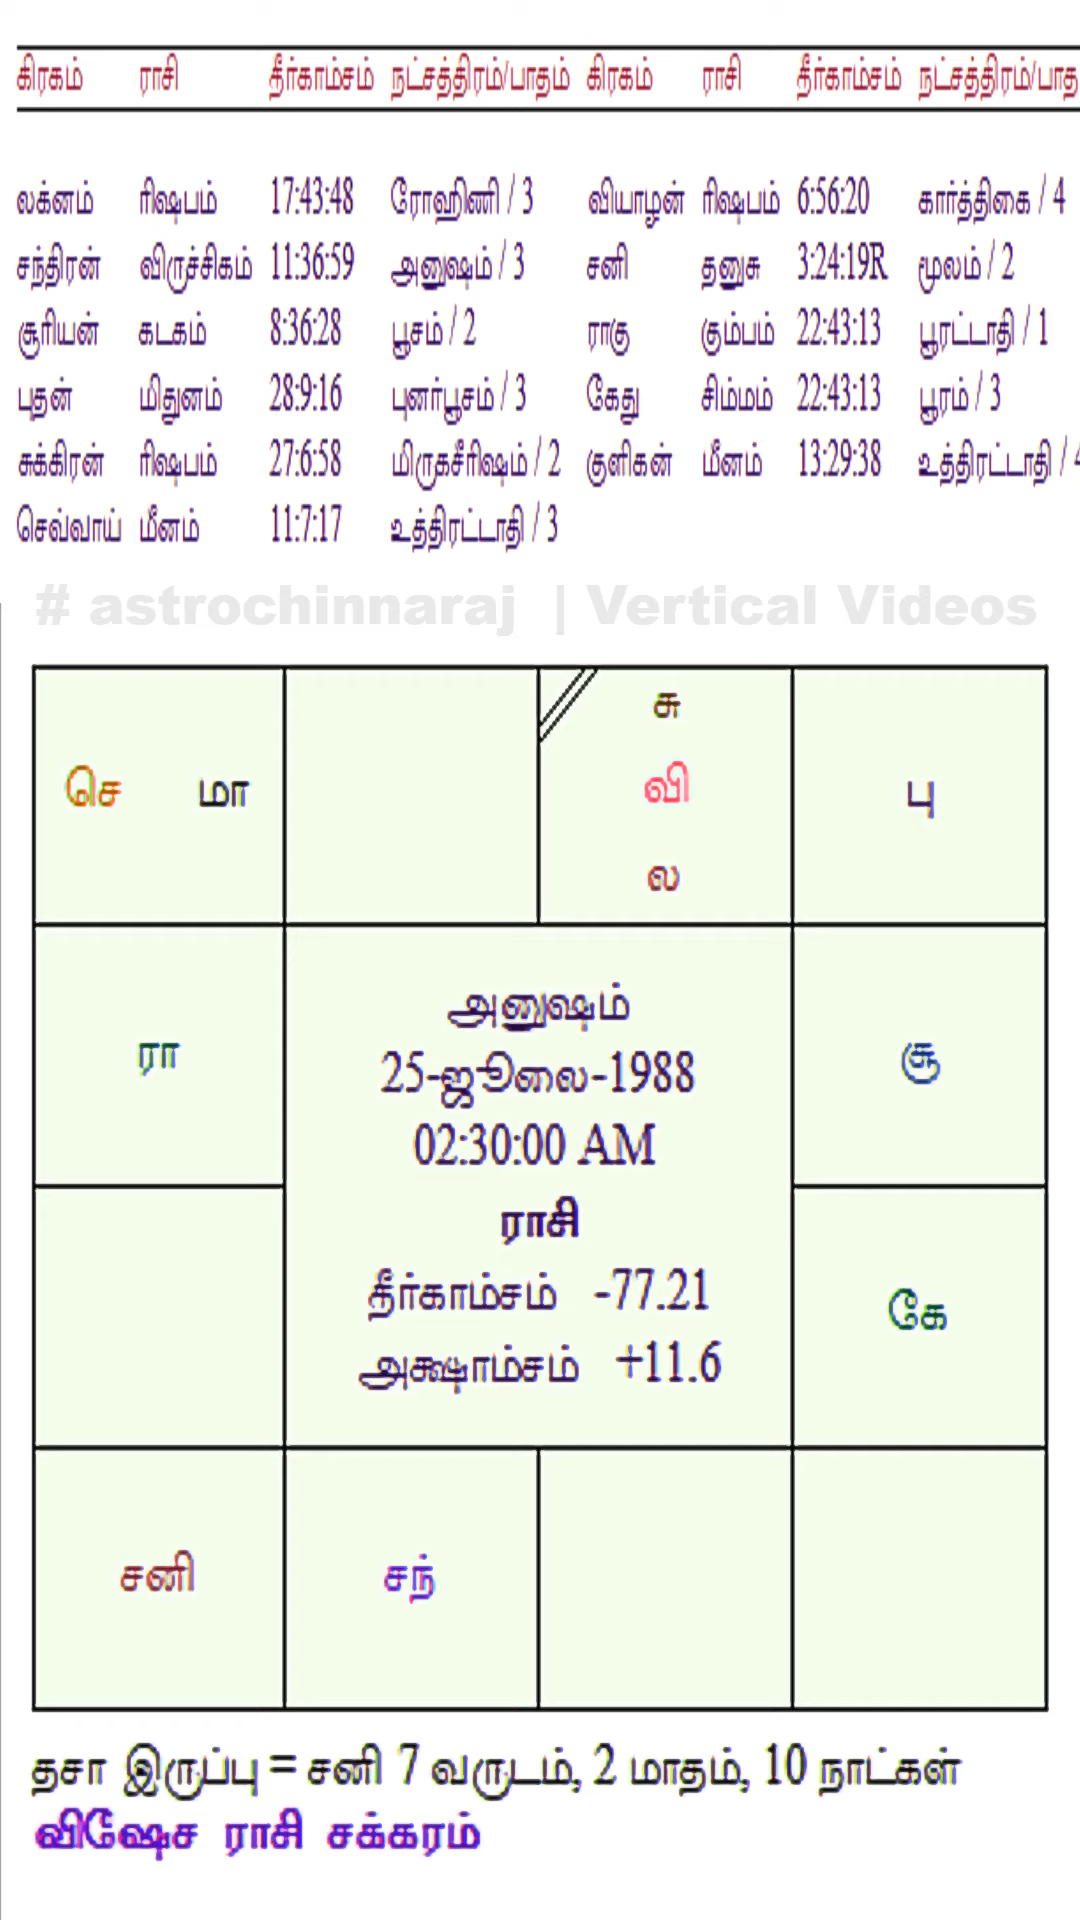 கிரகம் ராசி தீர்காம்சம் நட்சத்திரம்/பாதம் கிரகம் ராசி தீர்காம்சம் நட்சத்திரம்/பாத
லக்னம் ரிஷபம் 17:43:48 ரோஹிணி / 3 வியாழன் ரிஷபம் 6:56:20 கார்த்திகை / 4
சந்திரன் விருச்சிகம் 11:36:59 அனுஷம் / 3 சனி தனுசு 3:24:19R மூலம் / 2
சூரியன் கடகம் 8:36:28 பூசம் / 2 ராகு கும்பம் 22:43:13 பூரட்டாதி / 1
புதன் மிதுனம் 28:9:16 புனர்பூசம் / 3 கேது சிம்மம் 22:43:13 பூரம் / 3
சுக்கிரன் ரிஷபம் 27:6:58 மிருகசீரிஷம் / 2 குளிகன் மீனம் 13:29:38 உத்திரட்டாதி / 4
செவ்வாய் மீனம் 11:7:17 உத்திரட்டாதி / 3
# astrochinnaraj | Vertical Videos
சு
செ மா வி பு
ல
அனுஷம்
ரா 25-ஜூலை-1988 சூ
02:30:00 AM
ராசி
தீர்காம்சம் -77.21
கே
அக்ஷாம்சம் +11.6
சனி சந்
தசா இருப்பு = சனி 7 வருடம், 2 மாதம், 10 நாட்கள்
விஷேச ராசி சக்கரம்